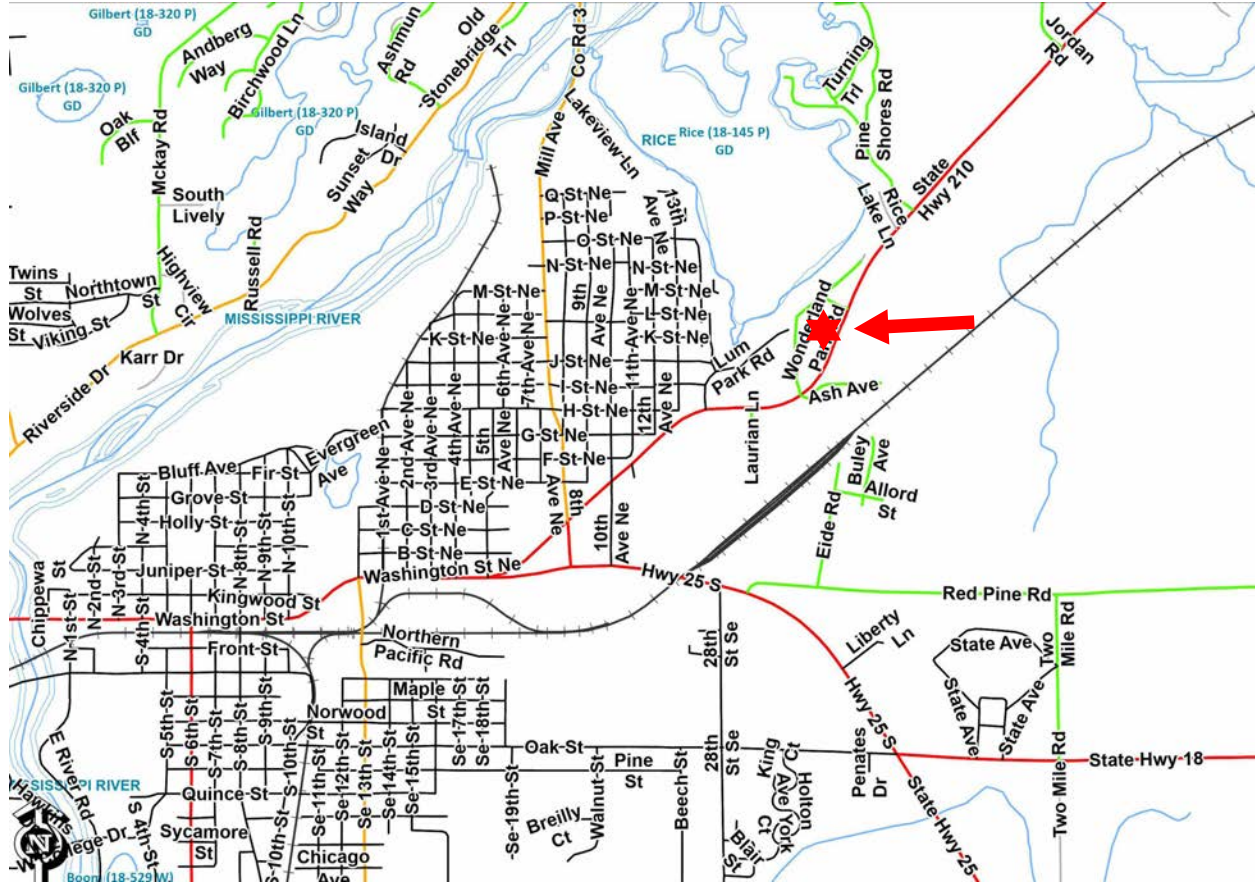 Gilbert (18-320 P)
GD
Andberg
Way
Birchwood Ln
Ashmun
Rd
Old
Stonebridge
Trl
Co Rd 3
Turning
Trl
Jordan
Rd
Gilbert (18-320 P)
GD
Gilbert (18-320 P)
GD
Oak
Blf
Mckay Rd
Island
Dr
Sunset
Way
Mill Ave
Lakeview Ln
RICE
Rice (18-145 P)
GD
Pine
Shores Rd
State
Hwy 210
Rice
Lake Ln
South
Lively
Russell Rd
Highview
Cir
Q-St-Ne
P-St-Ne
O-St-Ne
N-St-Ne
N-St-Ne
13th
Ave Ne
Twins
St
Northtown
St
Wolves
St
Viking-St
MISSISSIPPI RIVER
M-St-Ne
M-St-Ne
L-St-Ne
K-St-Ne
K-St-Ne
9th
Ave Ne
11th-Ave-Ne
J-St-Ne
I-St-Ne
H-St-Ne
G-St-Ne
F-St-Ne
E-St-Ne
D-St-Ne
C-St-Ne
B-St-Ne
1st-Ave-Ne
2nd-Ave-Ne
3rd-Ave-Ne
4th-Ave-Ne
5th
Ave Ne
6th-Ave-Ne
7th-Ave-Ne
8th
Ave Ne
10th
Ave Ne
12th
Ave Ne
Lum
Park Rd
Wonderland
Park Rd
Ash Ave
Laurian Ln
Karr Dr
Riverside Dr
Evergreen
Ave
Bluff Ave
Fir-St
Grove-St
Holly-St
Juniper-St
Kingwood St
Washington St
Washington St Ne
Chippewa
St
N-1st-St
N-2nd-St
N-3rd-St
N-4th-St
N-8th-St
N-9th-St
N-10th-St
Buley
Ave
Allord
St
Eide Rd
Hwy 25 S
Red Pine Rd
Two
Mile Rd
Liberty
Ln
State Ave
State Ave
State Ave
Northern
Pacific Rd
Front-St
S-4th-St
S-5th-St
S-6th-St
S-7th-St
S-8th-St
S-9th-St
S-10th-St
Maple
St
Norwood
St
Se-11th-St
Se-12th-St
Se-13th-St
Se-14th-St
Se-15th-St
Se-17th-St
Se-18th-St
Oak-St
Pine
St
28th
St Se
28th
St Se
Hwy 25 S
State Hwy 18
State-Hwy-25
Two-Mile-Rd
Penates
Dr
King
Ct
Holton
Ave
York
Ct
Blair
St
Beech-St
Walnut-St
Breilly
Ct
Se-19th-St
E River Rd
S 4th-St
Quince-St
Sycamore
St
Chicago
Ave
S-10th-St
Hawkins
N
Boom (18-529 W)